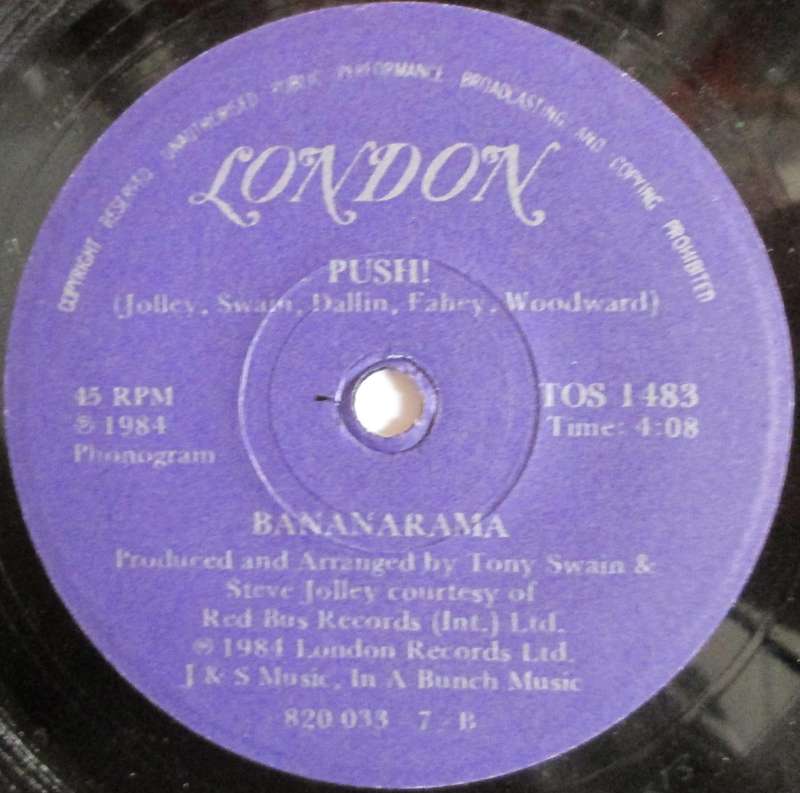 COPYRIGHT RESERVED UNAUTHORISED PUBLIC PERFORMANCE BROADCASTING AND COPYING PROHIBITED
LONDON
PUSH!
(Jolley, Swain, Dallin, Fahey, Woodward)
45 RPM
℗ 1984
Phonogram
TOS 1483
Time: 4:08
BANANARAMA
Produced and Arranged by Tony Swain &
Steve Jolley courtesy of
Red Bus Records (Int.) Ltd.
℗ 1984 London Records Ltd.
J & S Music, In A Bunch Music
820 033 - 7 - B